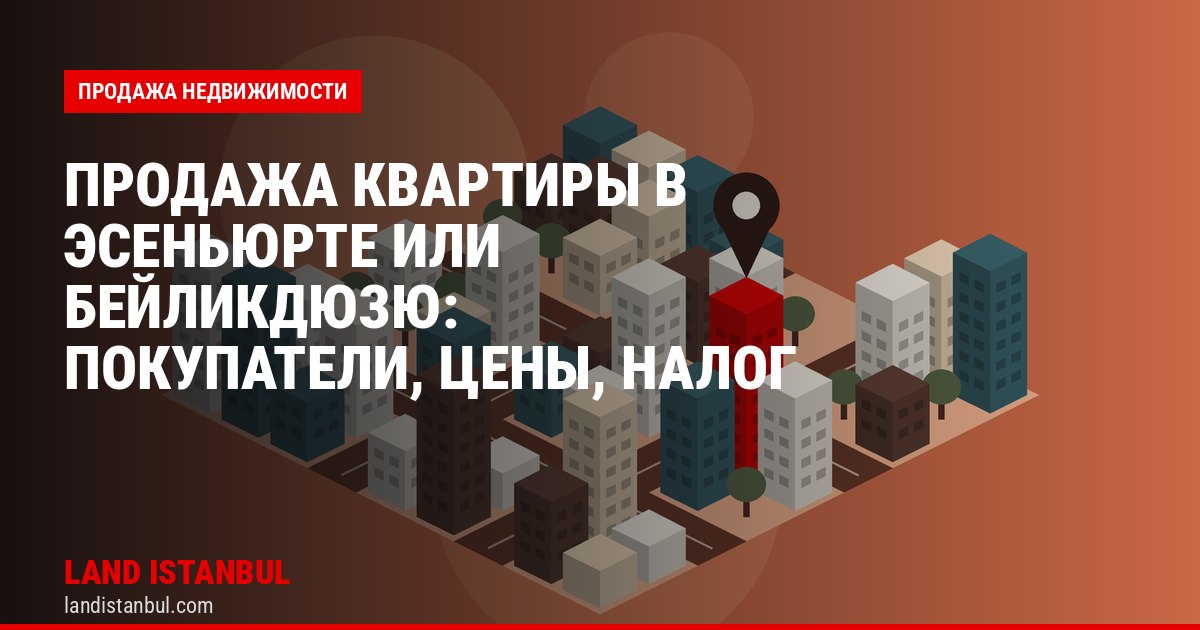 ПРОДАЖА НЕДВИЖИМОСТИ
ПРОДАЖА КВАРТИРЫ В
ЭСЕНЬЮРТЕ ИЛИ
БЕЙЛИКДЮЗЮ:
ПОКУПАТЕЛИ, ЦЕНЫ, НАЛОГ
LAND ISTANBUL
landistanbul.com